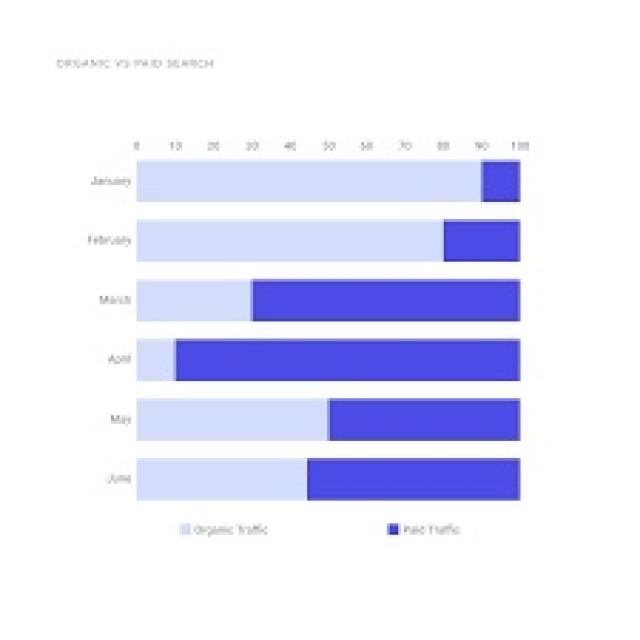 ORGANIC VS PAID SEARCH
0 10 20 30 40 50 60 70 80 90 100
January
February
March
April
May
June
Organic Traffic Paid Traffic